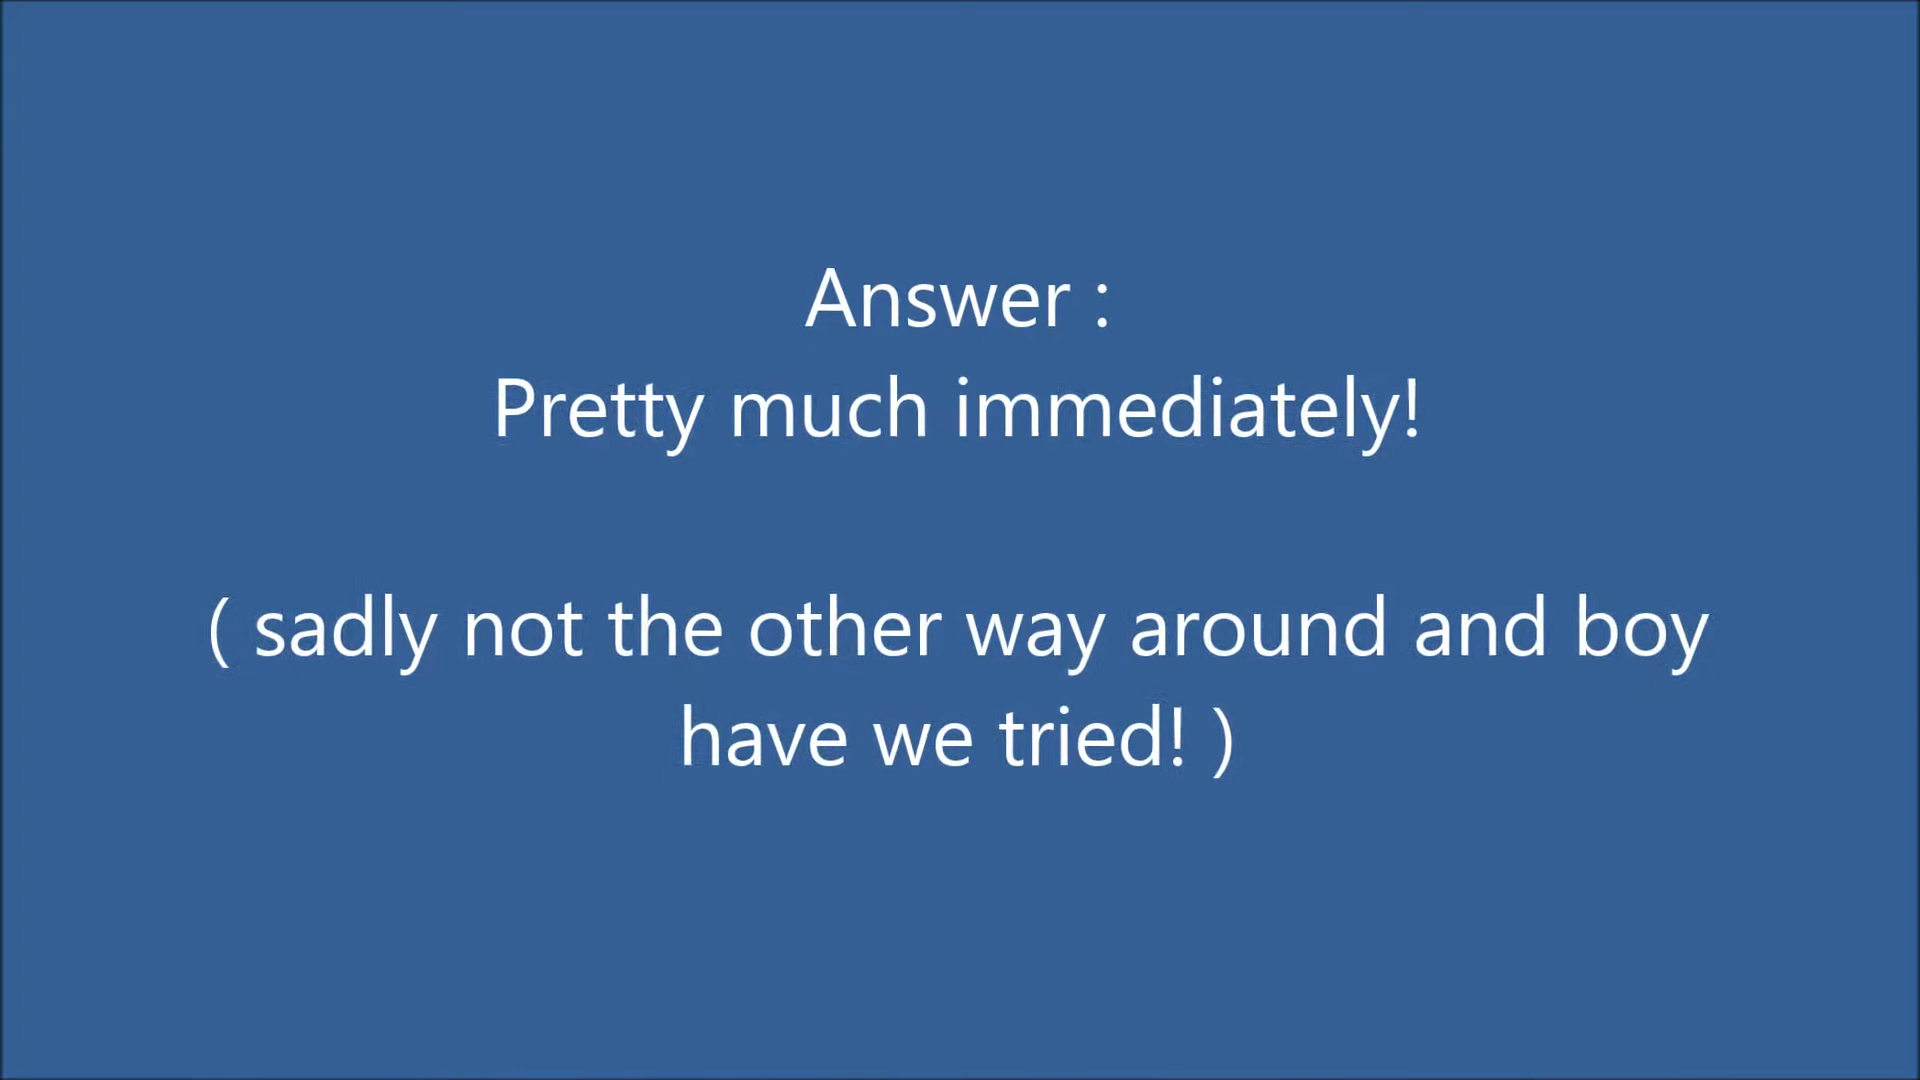 Answer :
Pretty much immediately!
( sadly not the other way around and boy
have we tried! )